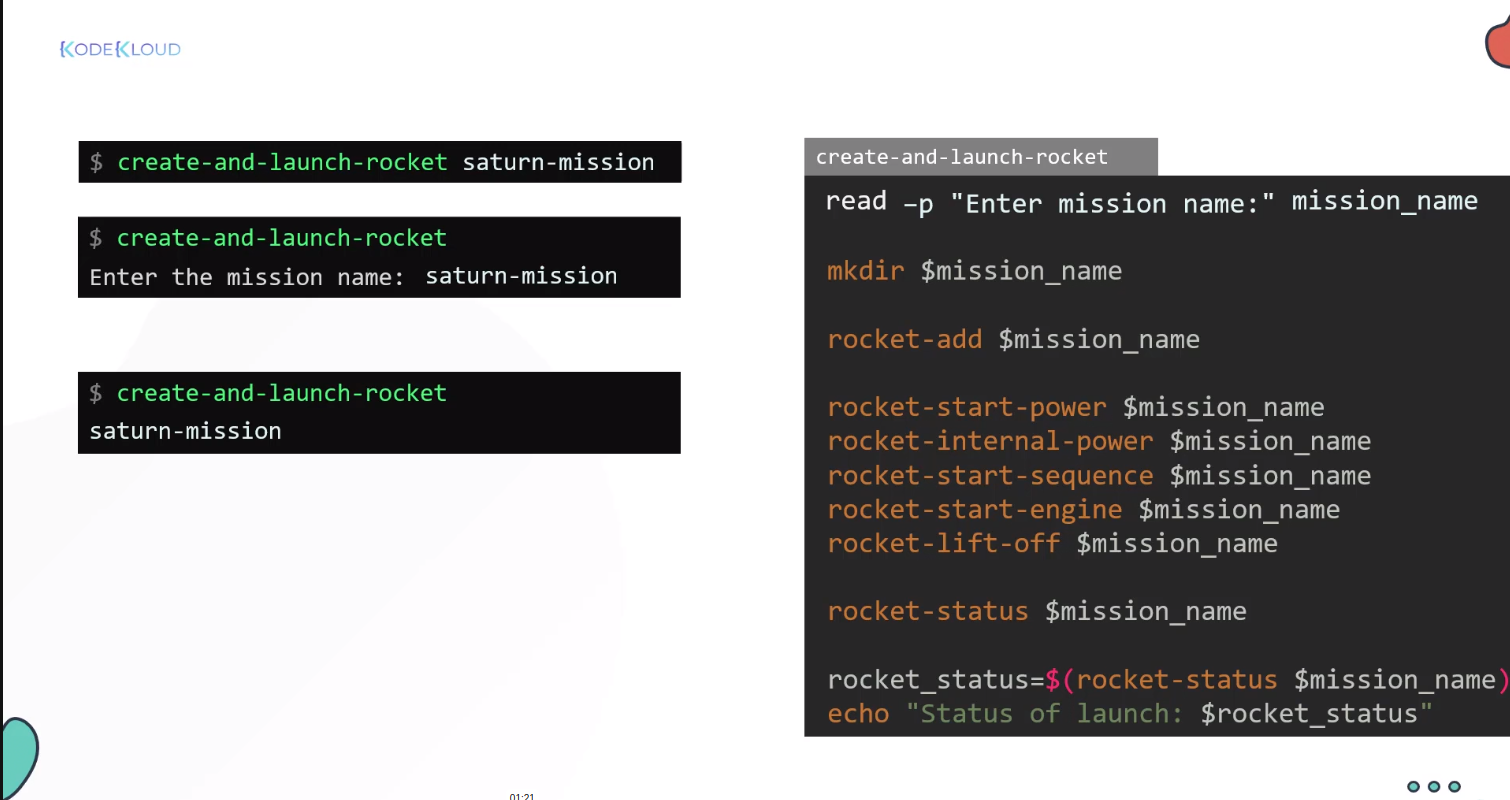 KODEKLOUD
$ create-and-launch-rocket saturn-mission
$ create-and-launch-rocket
Enter the mission name: saturn-mission
$ create-and-launch-rocket
saturn-mission
create-and-launch-rocket
read -p "Enter mission name:" mission_name
mkdir $mission_name
rocket-add $mission_name
rocket-start-power $mission_name
rocket-internal-power $mission_name
rocket-start-sequence $mission_name
rocket-start-engine $mission_name
rocket-lift-off $mission_name
rocket-status $mission_name
rocket_status=$(rocket-status $mission_name)
echo "Status of launch: $rocket_status"
01:21